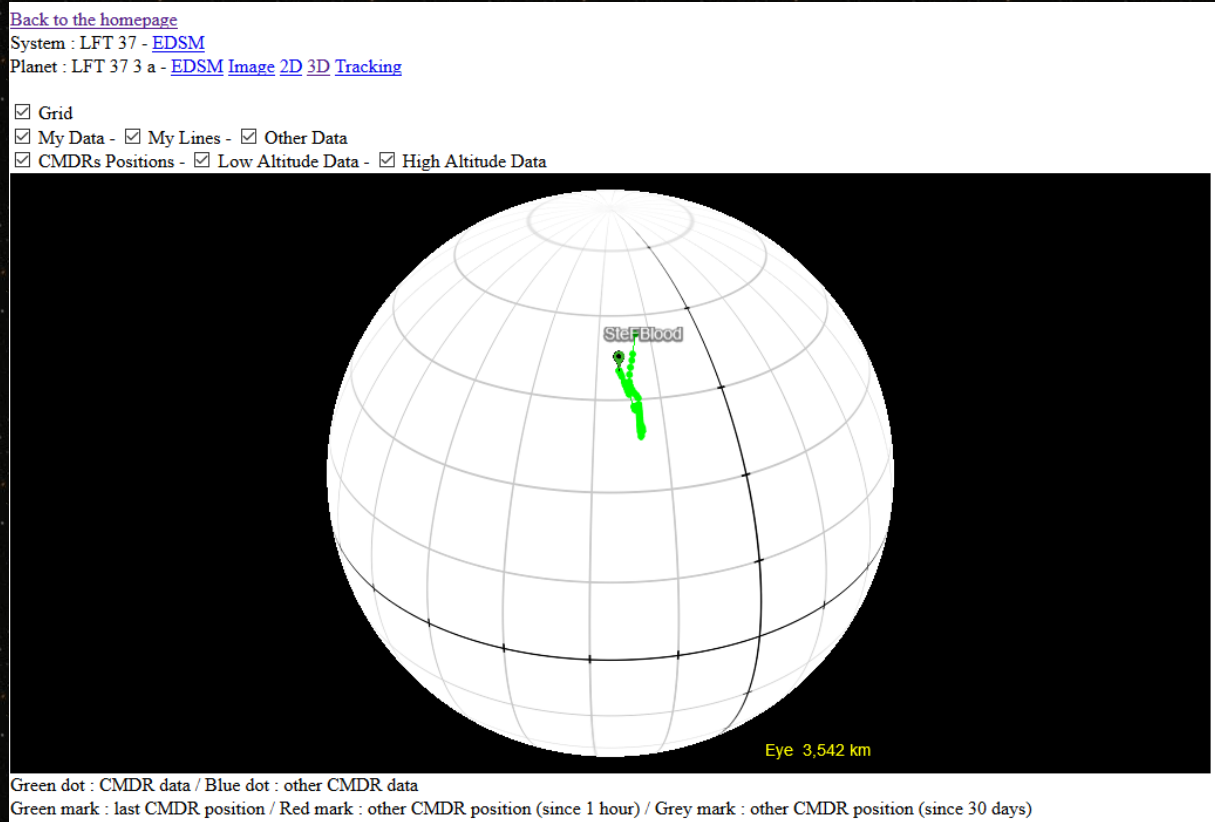 Back to the homepage
System : LFT 37 - EDSM
Planet : LFT 37 3 a - EDSM Image 2D 3D Tracking
Grid
My Data - My Lines - Other Data
CMDRs Positions - Low Altitude Data - High Altitude Data
SteFBlood
Eye 3,542 km
Green dot : CMDR data / Blue dot : other CMDR data
Green mark : last CMDR position / Red mark : other CMDR position (since 1 hour) / Grey mark : other CMDR position (since 30 days)